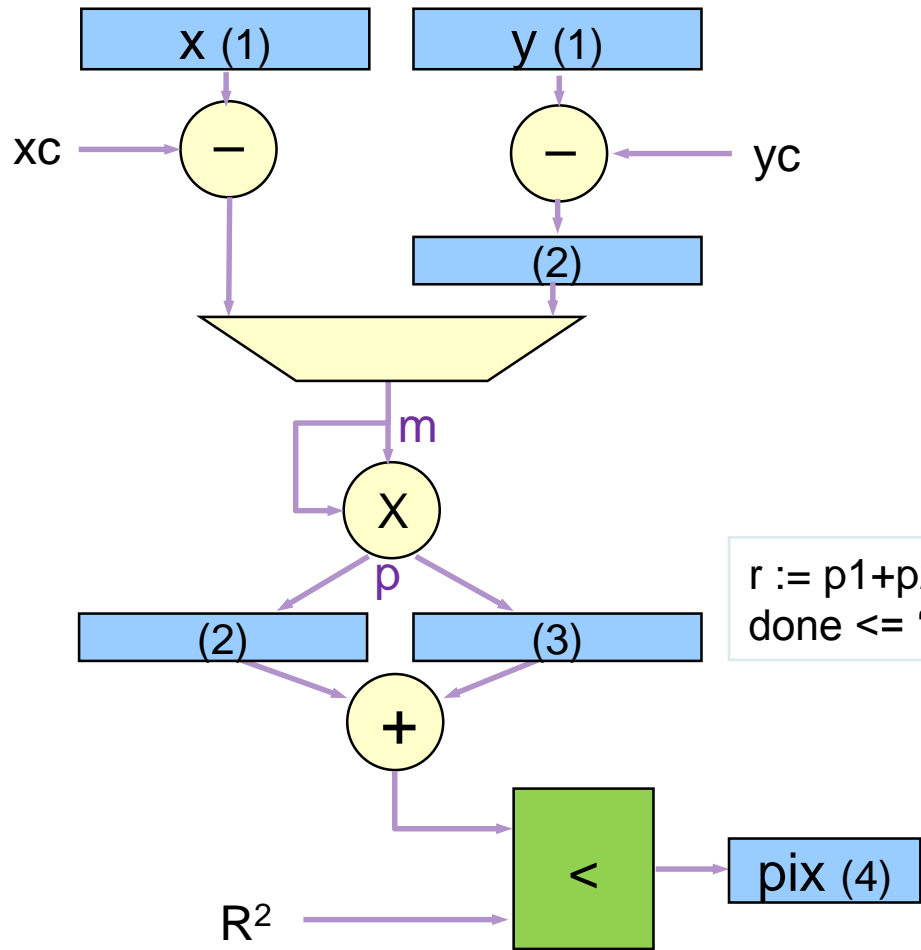 x (1)
y (1)
−
−
xc
yc
(2)
m
X
p
(2)
(3)
r := p1+p
done <= ‘
+
<
pix (4)
R²